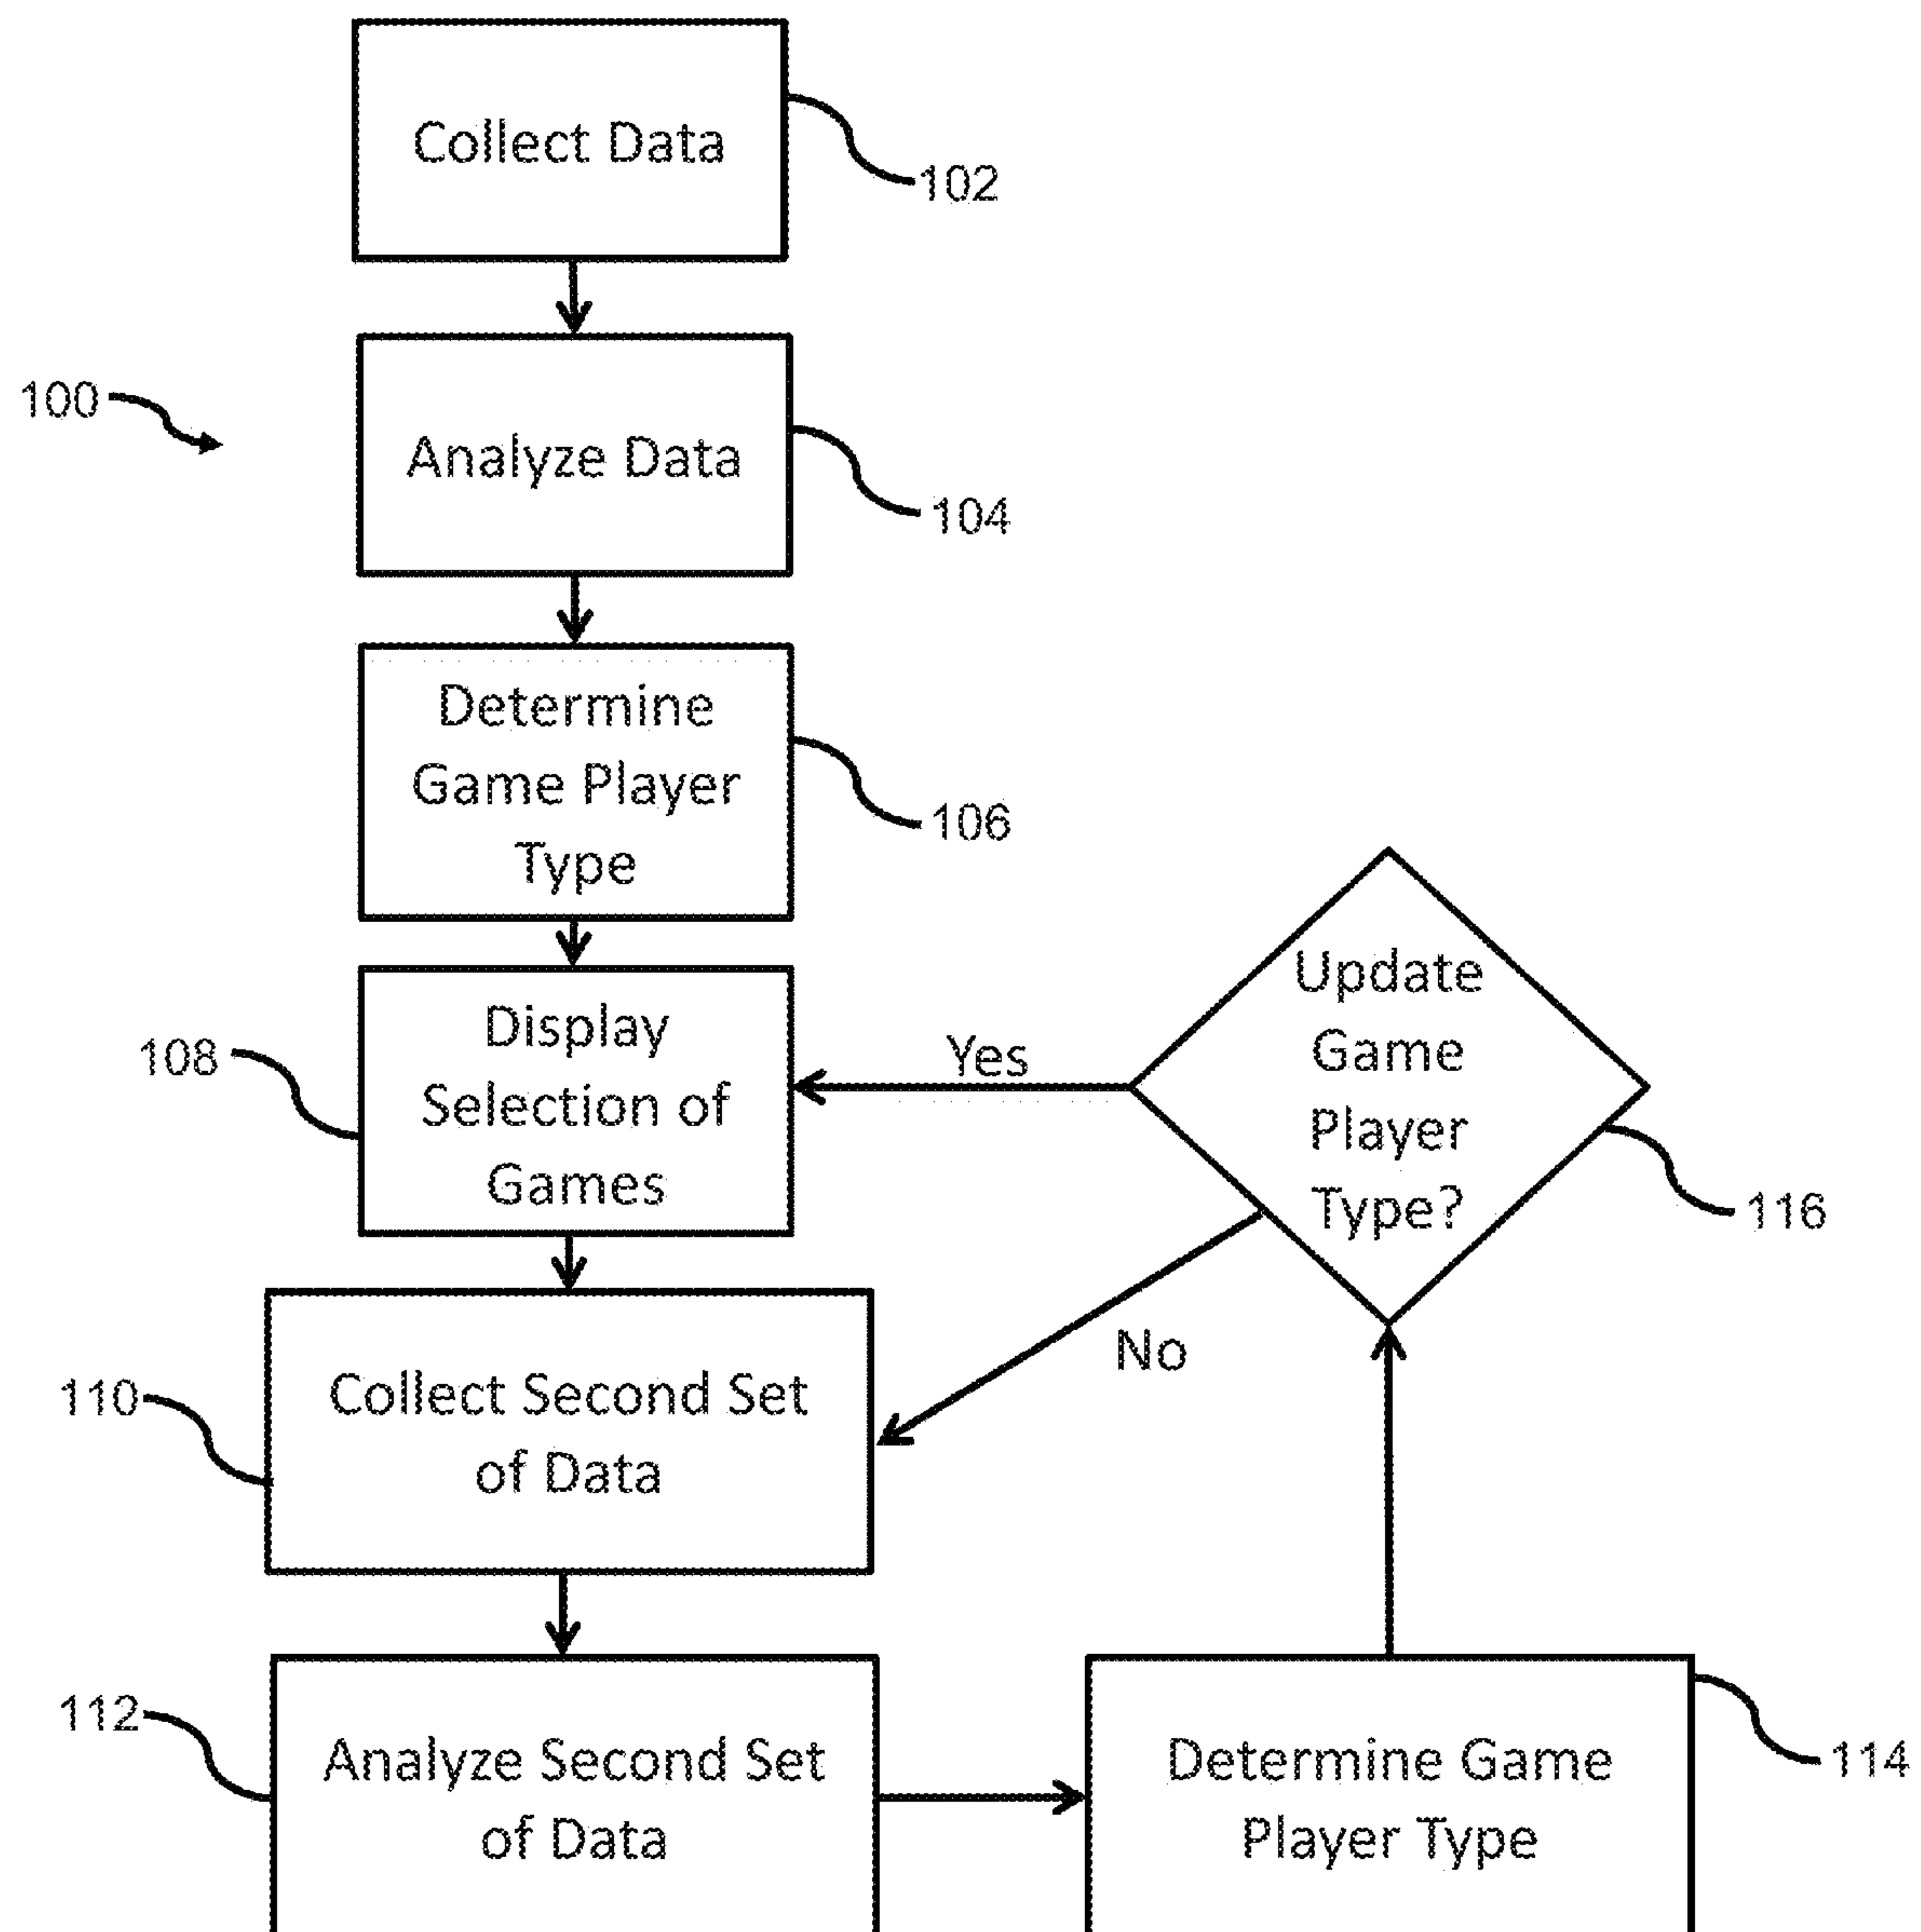 Collect Data
102
100
Analyze Data
104
Determine
Game Player
Type
106
108
Display
Selection of
Games
Yes
Update
Game
Player
Type?
116
No
110
Collect Second Set
of Data
112
Analyze Second Set
of Data
Determine Game
Player Type
114